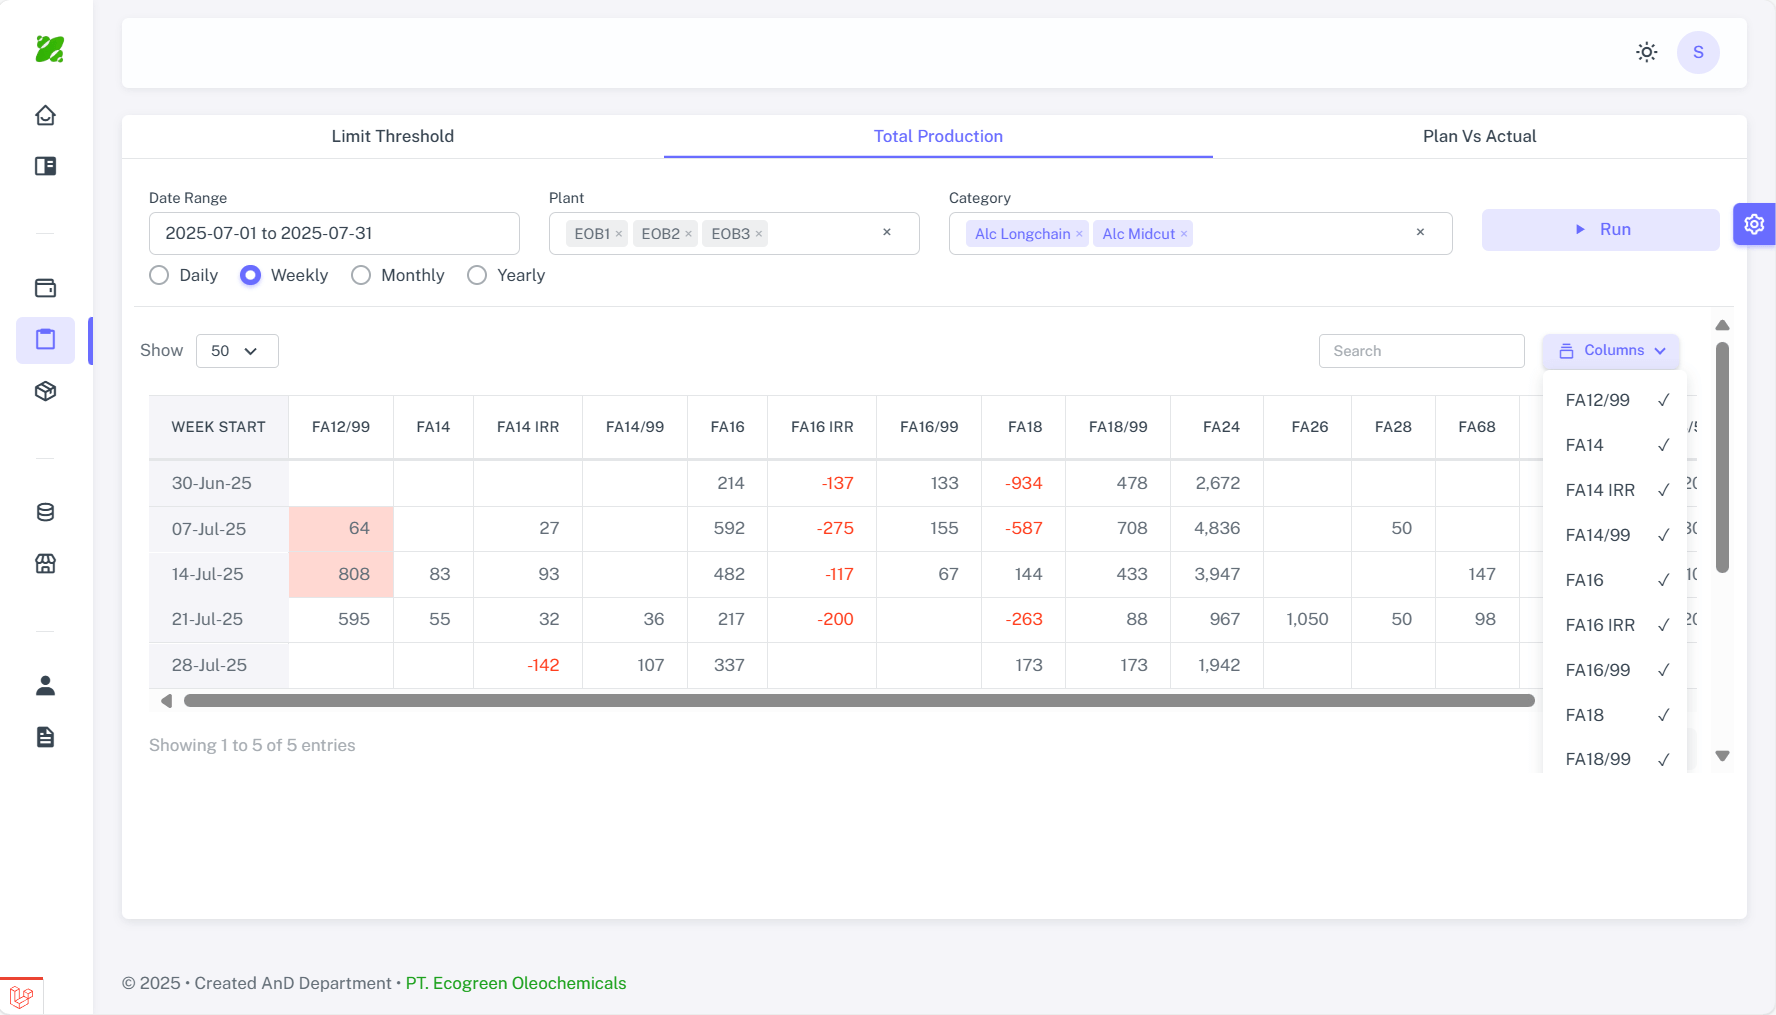 S
Limit Threshold Total Production Plan Vs Actual
Date Range Plant Category
2025-07-01 to 2025-07-31 EOB1 × EOB2 × EOB3 × × Alc Longchain × Alc Midcut × × Run
Daily Weekly Monthly Yearly
Show 50 Search Columns
WEEK START FA12/99 FA14 FA14 IRR FA14/99 FA16 FA16 IRR FA16/99 FA18 FA18/99 FA24 FA26 FA28 FA68
30-Jun-25 214 -137 133 -934 478 2,672
07-Jul-25 64 27 592 -275 155 -587 708 4,836 50
14-Jul-25 808 83 93 482 -117 67 144 433 3,947 147
21-Jul-25 595 55 32 36 217 -200 -263 88 967 1,050 50 98
28-Jul-25 -142 107 337 173 173 1,942
Showing 1 to 5 of 5 entries
FA12/99 ✓
FA14 ✓
FA14 IRR ✓
FA14/99 ✓
FA16 ✓
FA16 IRR ✓
FA16/99 ✓
FA18 ✓
FA18/99 ✓
© 2025 • Created AnD Department • PT. Ecogreen Oleochemicals